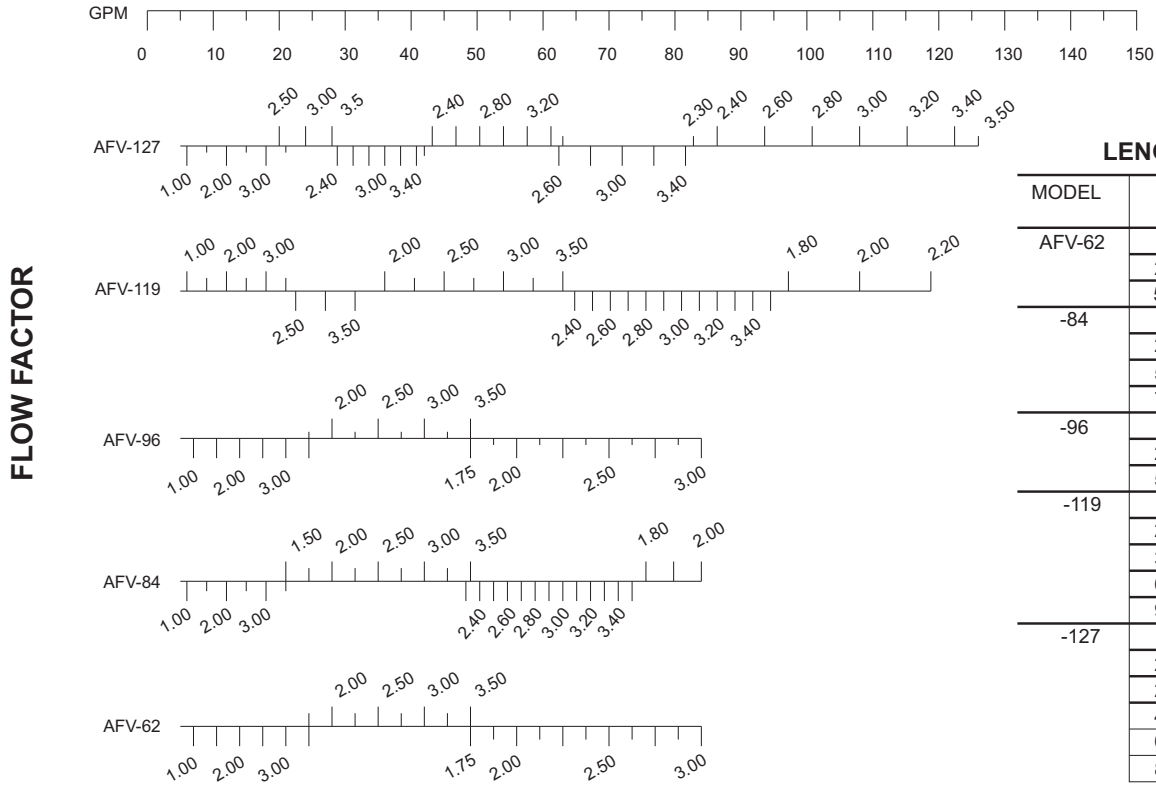 GPM
0 10 20 30 40 50 60 70 80 90 100 110 120 130 140 150
FLOW FACTOR
2.50 3.00 3.5 2.40 2.80 3.20 2.30 2.40 2.60 2.80 3.00 3.20 3.40 3.50
AFV-127
1.00 2.00 3.00 2.40 3.00 3.40 2.60 3.00 3.40
1.00 2.00 3.00 2.00 2.50 3.00 3.50 1.80 2.00 2.20
AFV-119
2.50 3.50 2.40 2.60 2.80 3.00 3.20 3.40
2.00 2.50 3.00 3.50
AFV-96
1.00 2.00 3.00 1.75 2.00 2.50 3.00
1.50 2.00 2.50 3.00 3.50 1.80 2.00
AFV-84
1.00 2.00 3.00 2.40 2.60 2.80 3.00 3.20 3.40
2.00 2.50 3.00 3.50
AFV-62
1.00 2.00 3.00 1.75 2.00 2.50 3.00
MODEL
AFV-62
-84
-96
-119
-127